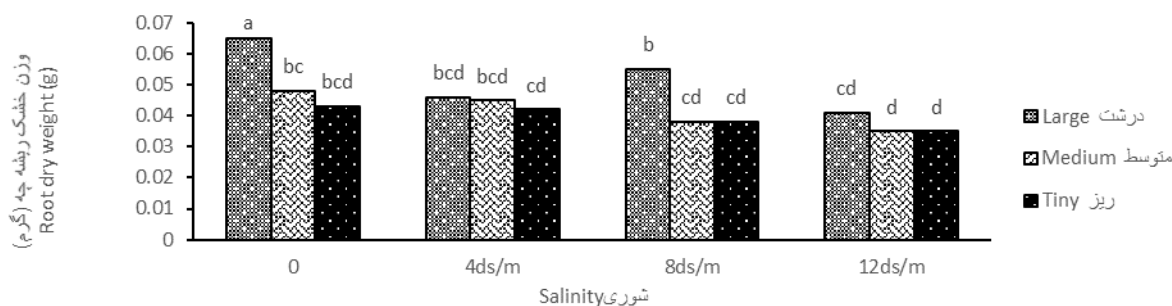 وزن خشک ریشه چه (گرم)
Root dry weight (g)
0.07
0.06
0.05
0.04
0.03
0.02
0.01
0
a
bc
bcd
bcd
bcd
cd
b
cd
cd
cd
d
d
0
4ds/m
8ds/m
12ds/m
Salinityشوری
Large درشت
Medium متوسط
Tiny ریز